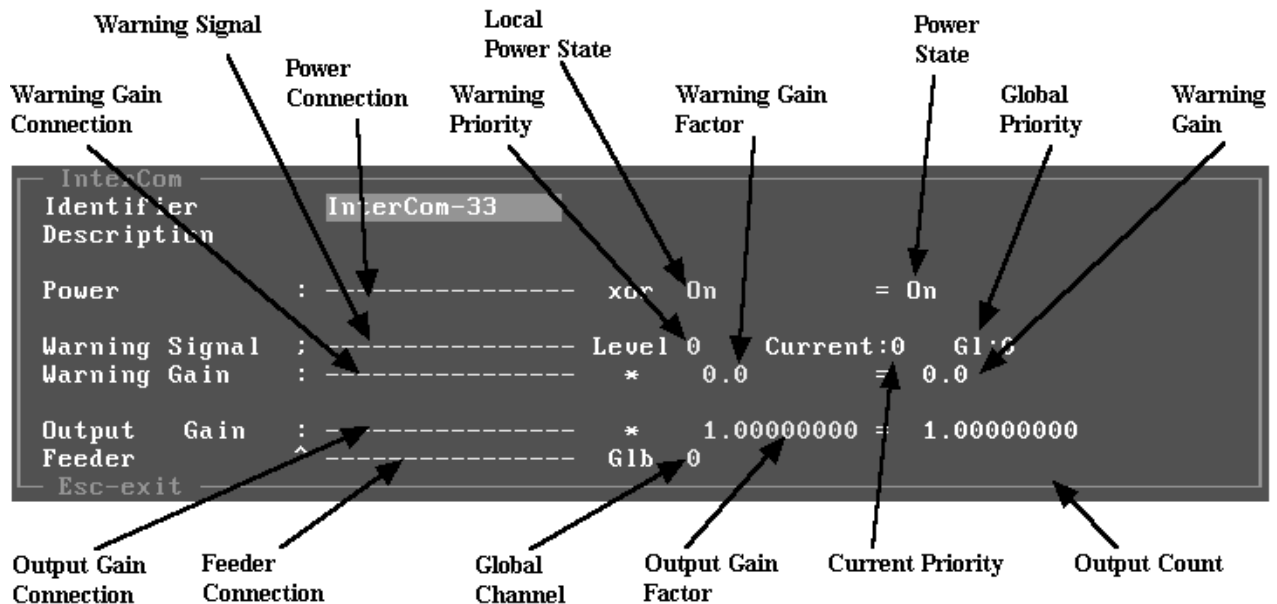 Warning Signal
Local
Power State
Power
State
Power
Connection
Warning Gain
Connection
Warning
Priority
Warning Gain
Factor
Global
Priority
Warning
Gain
InterCom
Identifier InterCom-33
Description
Power : --------------- xor On = On
Warning Signal : --------------- Level 0 Current:0 Gl:0
Warning Gain : --------------- * 0.0 = 0.0
Output Gain : --------------- * 1.00000000 = 1.00000000
Feeder ^ --------------- Glb 0
Esc-exit
Output Gain
Connection
Feeder
Connection
Global
Channel
Output Gain
Factor
Current Priority
Output Count